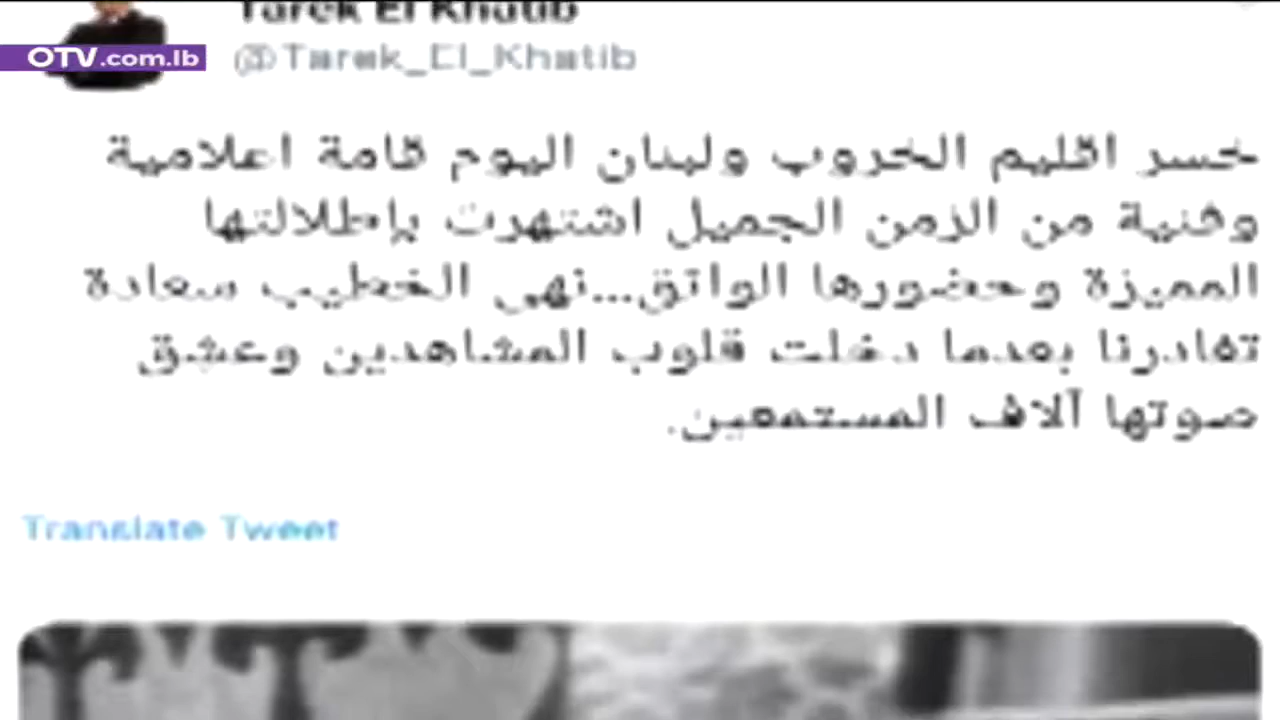 Tarek El Khatib
OTV.com.lb
@Tarek_El_Khatib
خسر اقليم الخروب ولبنان اليوم قامة اعلامية
وفنية من الزمن الجميل اشتهرت بإطلالتها
المميزة وحضورها الواثق...نهى الخطيب سعادة
تغادرنا بعدما دخلت قلوب المشاهدين وعشق
صوتها آلاف المستمعين.
Translate Tweet